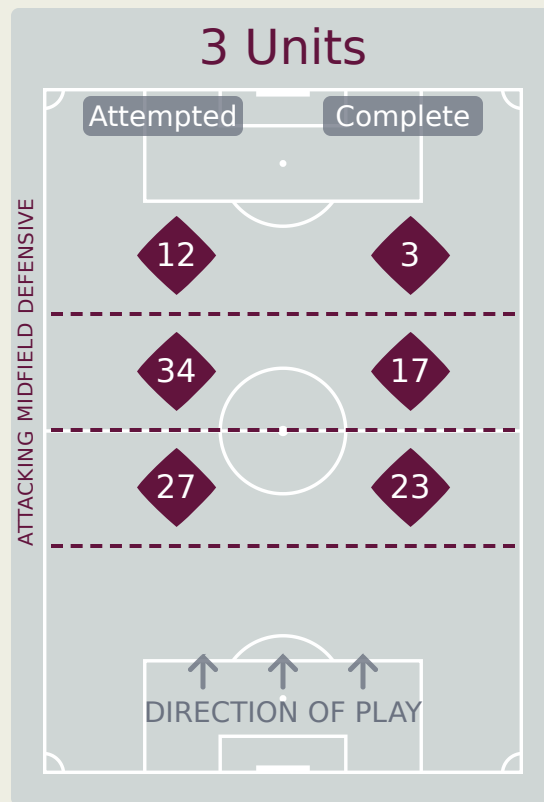 3 Units
Attempted Complete
12 3
34 17
27 23
ATTACKING MIDFIELD DEFENSIVE
DIRECTION OF PLAY